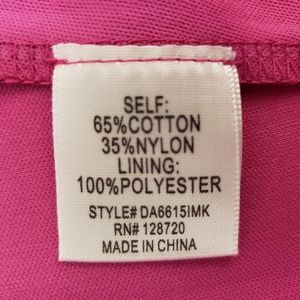 SELF:
65%COTTON
35%NYLON
LINING:
100%POLYESTER
STYLE# DA6615IMK
RN# 128720
MADE IN CHINA